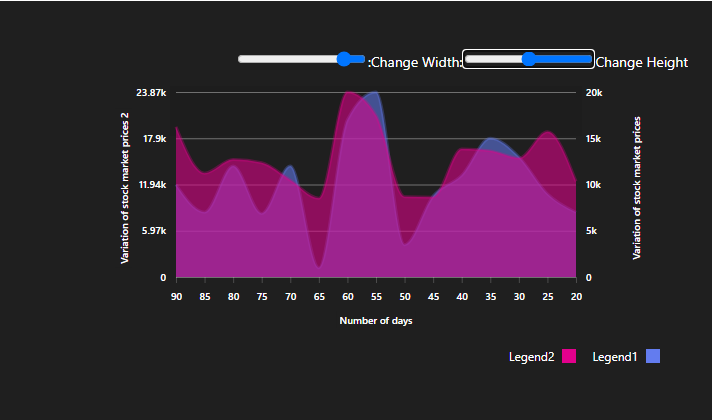 :Change Width: Change Height
Variation of stock market prices 2
23.87k
17.9k
11.94k
5.97k
0
20k
15k
10k
5k
0
Variation of stock market prices
90 85 80 75 70 65 60 55 50 45 40 35 30 25 20
Number of days
Legend2 Legend1